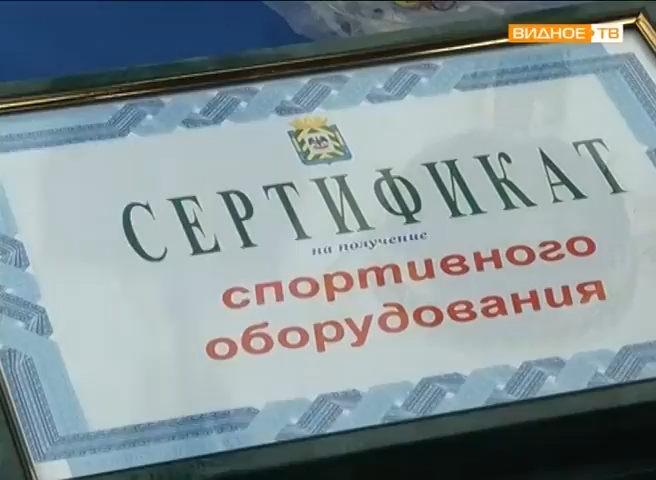 ВИДНОЕ ТВ
СЕРТИФИКАТ
на получение
спортивного
оборудования